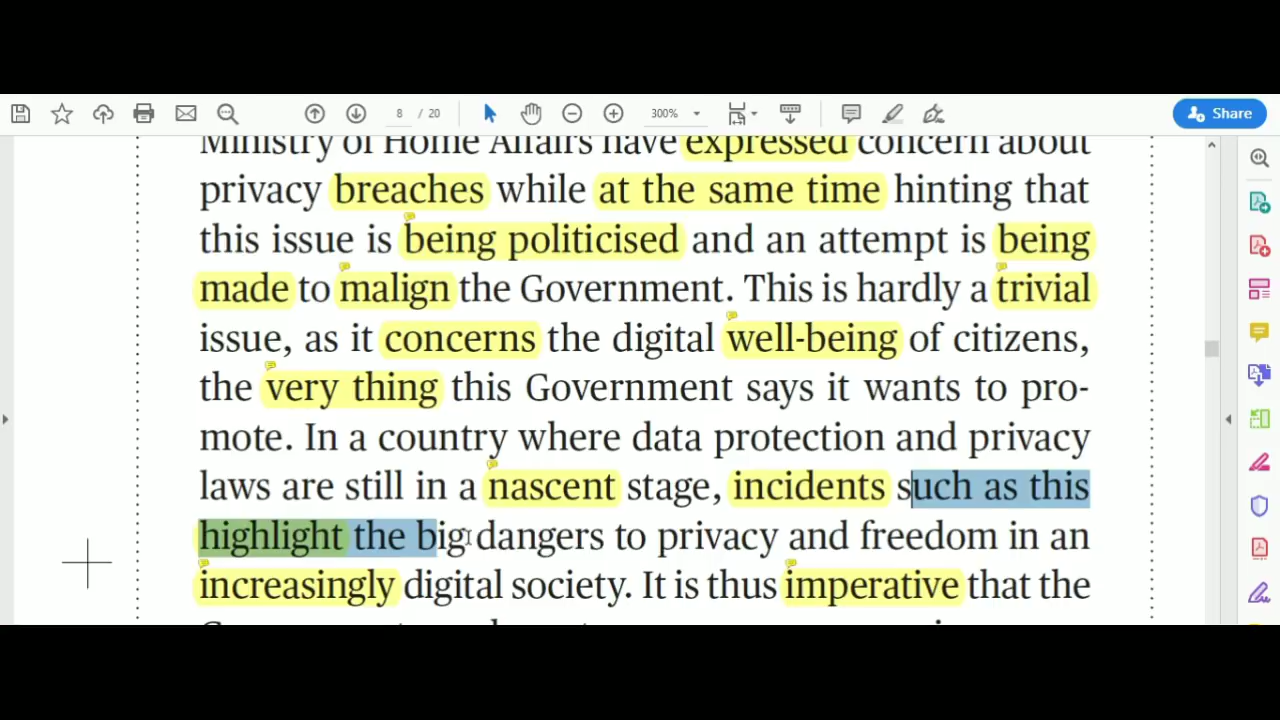 8 / 20
300%
Share
Ministry of Home Affairs have expressed concern about
privacy breaches while at the same time hinting that
this issue is being politicised and an attempt is being
made to malign the Government. This is hardly a trivial
issue, as it concerns the digital well-being of citizens,
the very thing this Government says it wants to pro-
mote. In a country where data protection and privacy
laws are still in a nascent stage, incidents such as this
highlight the big dangers to privacy and freedom in an
increasingly digital society. It is thus imperative that the